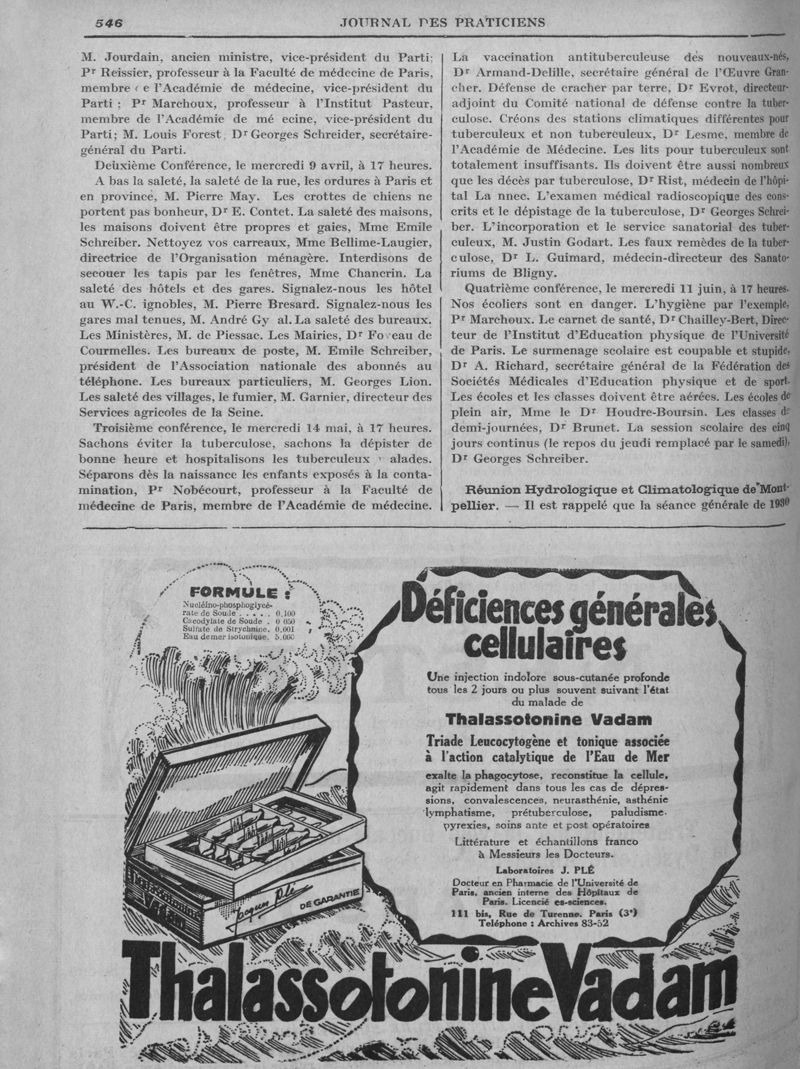 546
JOURNAL DES PRATICIENS
M. Jourdain, ancien ministre, vice-président du Parti;
Pr Reissier, professeur à la Faculté de médecine de Paris,
membre e l'Académie de médecine, vice-président du
Parti ; Pr Marchoux, professeur à l'Institut Pasteur,
membre de l'Académie de mé ecine, vice-président du
Parti; M. Louis Forest, Dr Georges Schreider, secrétaire-
général du Parti.
Deuxième Conférence, le mercredi 9 avril, à 17 heures.
A bas la saleté, la saleté de la rue, les ordures à Paris et
en province, M. Pierre May. Les crottes de chiens ne
portent pas bonheur, Dr E. Contet. La saleté des maisons,
les maisons doivent être propres et gaies, Mme Emile
Schreiber. Nettoyez vos carreaux, Mme Bellime-Laugier,
directrice de l'Organisation ménagère. Interdisons de
secouer les tapis par les fenêtres, Mme Chancrin. La
saleté des hôtels et des gares. Signalez-nous les hôtel
au W.-C. ignobles, M. Pierre Bresard. Signalez-nous les
gares mal tenues, M. André Gy al. La saleté des bureaux.
Les Ministères, M. de Piessac. Les Mairies, Dr Fo eau de
Courmelles. Les bureaux de poste, M. Emile Schreiber,
président de l'Association nationale des abonnés au
téléphone. Les bureaux particuliers, M. Georges Lion.
Les saleté des villages, le fumier, M. Garnier, directeur des
Services agricoles de la Seine.
Troisième conférence, le mercredi 14 mai, à 17 heures.
Sachons éviter la tuberculose, sachons la dépister de
bonne heure et hospitalisons les tuberculeux alades.
Séparons dès la naissance les enfants exposés à la conta-
mination, Pr Nobécourt, professeur à la Faculté de
médecine de Paris, membre de l'Académie de médecine.
La vaccination antituberculeuse des nouveaux-nés,
Dr Armand-Delille, secrétaire général de l'Œuvre Gran-
cher. Défense de cracher par terre, Dr Evrot, directeur-
adjoint du Comité national de défense contre la tuber-
culose. Créons des stations climatiques différentes pour
tuberculeux et non tuberculeux, Dr Lesme, membre de
l'Académie de Médecine. Les lits pour tuberculeux sont
totalement insuffisants. Ils doivent être aussi nombreux
que les décès par tuberculose, Dr Rist, médecin de l'hôpi-
tal La nnec. L'examen médical radioscopique des cons-
crits et le dépistage de la tuberculose, Dr Georges Schrei-
ber. L'incorporation et le service sanatorial des tuber-
culeux, M. Justin Godart. Les faux remèdes de la tuber-
culose, Dr L. Guimard, médecin-directeur des Sanato-
riums de Bligny.
Quatrième conférence, le mercredi 11 juin, à 17 heures.
Nos écoliers sont en danger. L'hygiène par l'exemple,
Pr Marchoux. Le carnet de santé, Dr Chailley-Bert, Direc-
teur de l'Institut d'Education physique de l'Université
de Paris. Le surmenage scolaire est coupable et stupide,
Dr A. Richard, secrétaire général de la Fédération des
Sociétés Médicales d'Education physique et de sport.
Les écoles et les classes doivent être aérées. Les écoles de
plein air, Mme le Dr Houdre-Boursin. Les classes de
demi-journées, Dr Brunet. La session scolaire des cinq
jours continus (le repos du jeudi remplacé par le samedi),
Dr Georges Schreiber.
Réunion Hydrologique et Climatologique de Mont-
pellier. — Il est rappelé que la séance générale de 1930
FORMULE :
Nucléino-phosphoglycé-
rate de Soude . . . . . 0,100
Cacodylate de Soude . 0 050
Sulfate de Strychnine. 0,001
Eau de mer isotonique. 5.000
Déficiences générales
cellulaires
Une injection indolore sous-cutanée profonde
tous les 2 jours ou plus souvent suivant l'état
du malade de
Thalassotonine Vadam
Triade Leucocytogène et tonique associée
à l'action catalytique de l'Eau de Mer
exalte la phagocytose, reconstitue la cellule,
agit rapidement dans tous les cas de dépres-
sions, convalescences, neurasthénie, asthénie
lymphatisme, prétuberculose, paludisme.
pyrexies, soins ante et post opératoires
Littérature et échantillons franco
à Messieurs les Docteurs.
Laboratoires J. PLÉ
Docteur en Pharmacie de l'Université de
Paris, ancien interne des Hôpitaux de
Paris. Licencié es-sciences.
111 bis, Rue de Turenne. Paris (3e)
Téléphone : Archives 83-52
Jacques Plé
DE GARANTIE
Thalassotonine Vadam